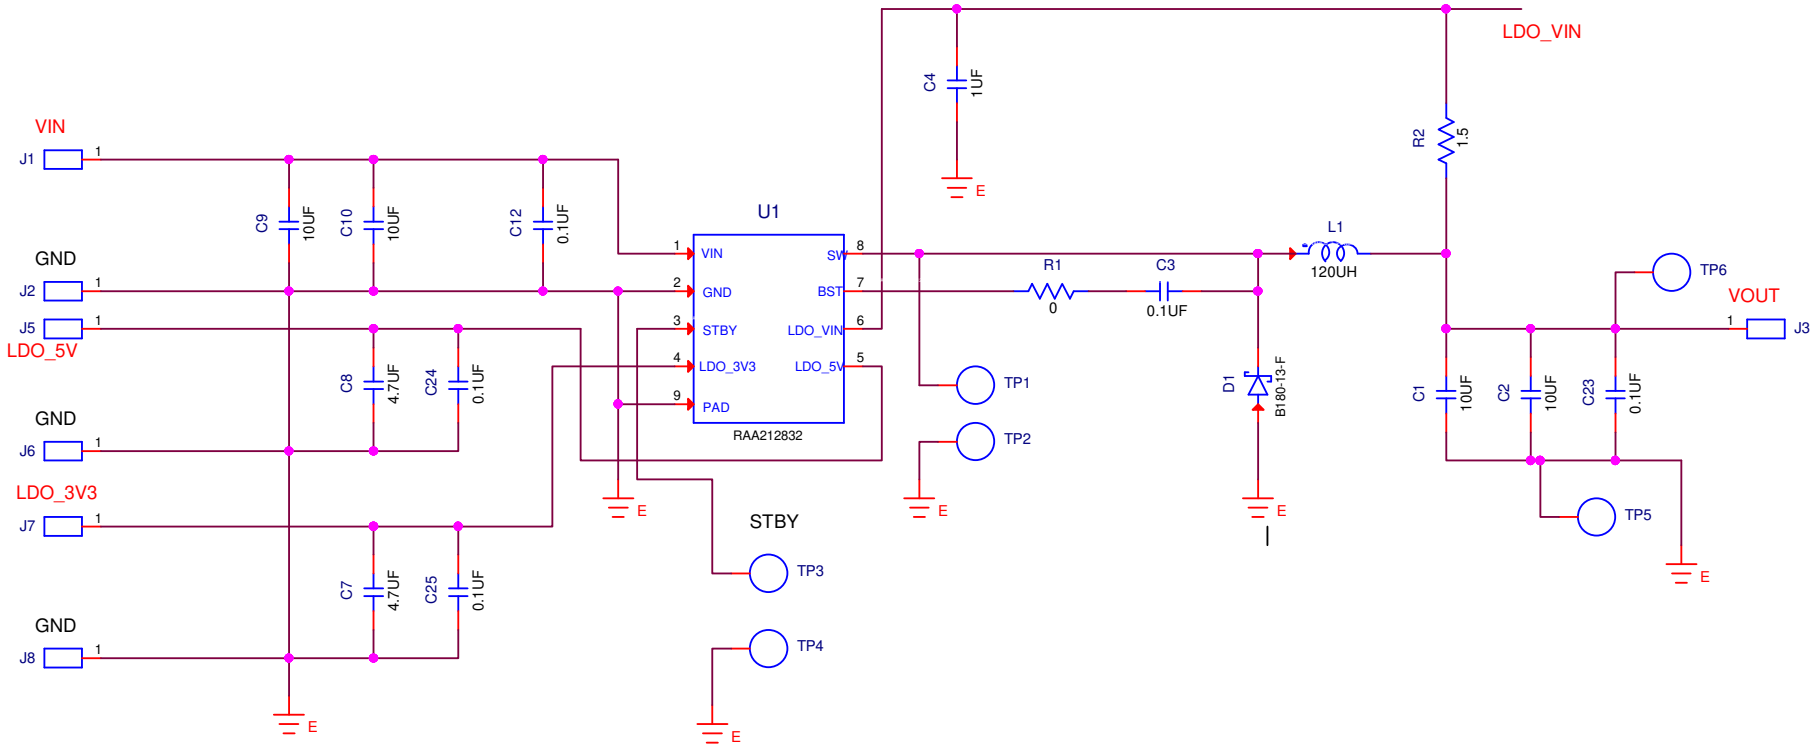 LDO_VIN
C4
1UF
R2
1.5
E
VIN
J1
1
C9
10UF
C10
10UF
C12
0.1UF
GND
J2
1
J5
1
LDO_5V
C8
4.7UF
C24
0.1UF
GND
J6
1
LDO_3V3
J7
1
C7
4.7UF
C25
0.1UF
GND
J8
1
E
U1
1
VIN
2
GND
3
STBY
4
LDO_3V3
9
PAD
SW
8
BST
7
LDO_VIN
6
LDO_5V
5
RAA212832
E
STBY
TP3
TP4
E
R1
0
C3
0.1UF
TP1
TP2
E
L1
120UH
D1
B180-13-F
E
TP6
VOUT
1
J3
C1
10UF
C2
10UF
C23
0.1UF
TP5
E